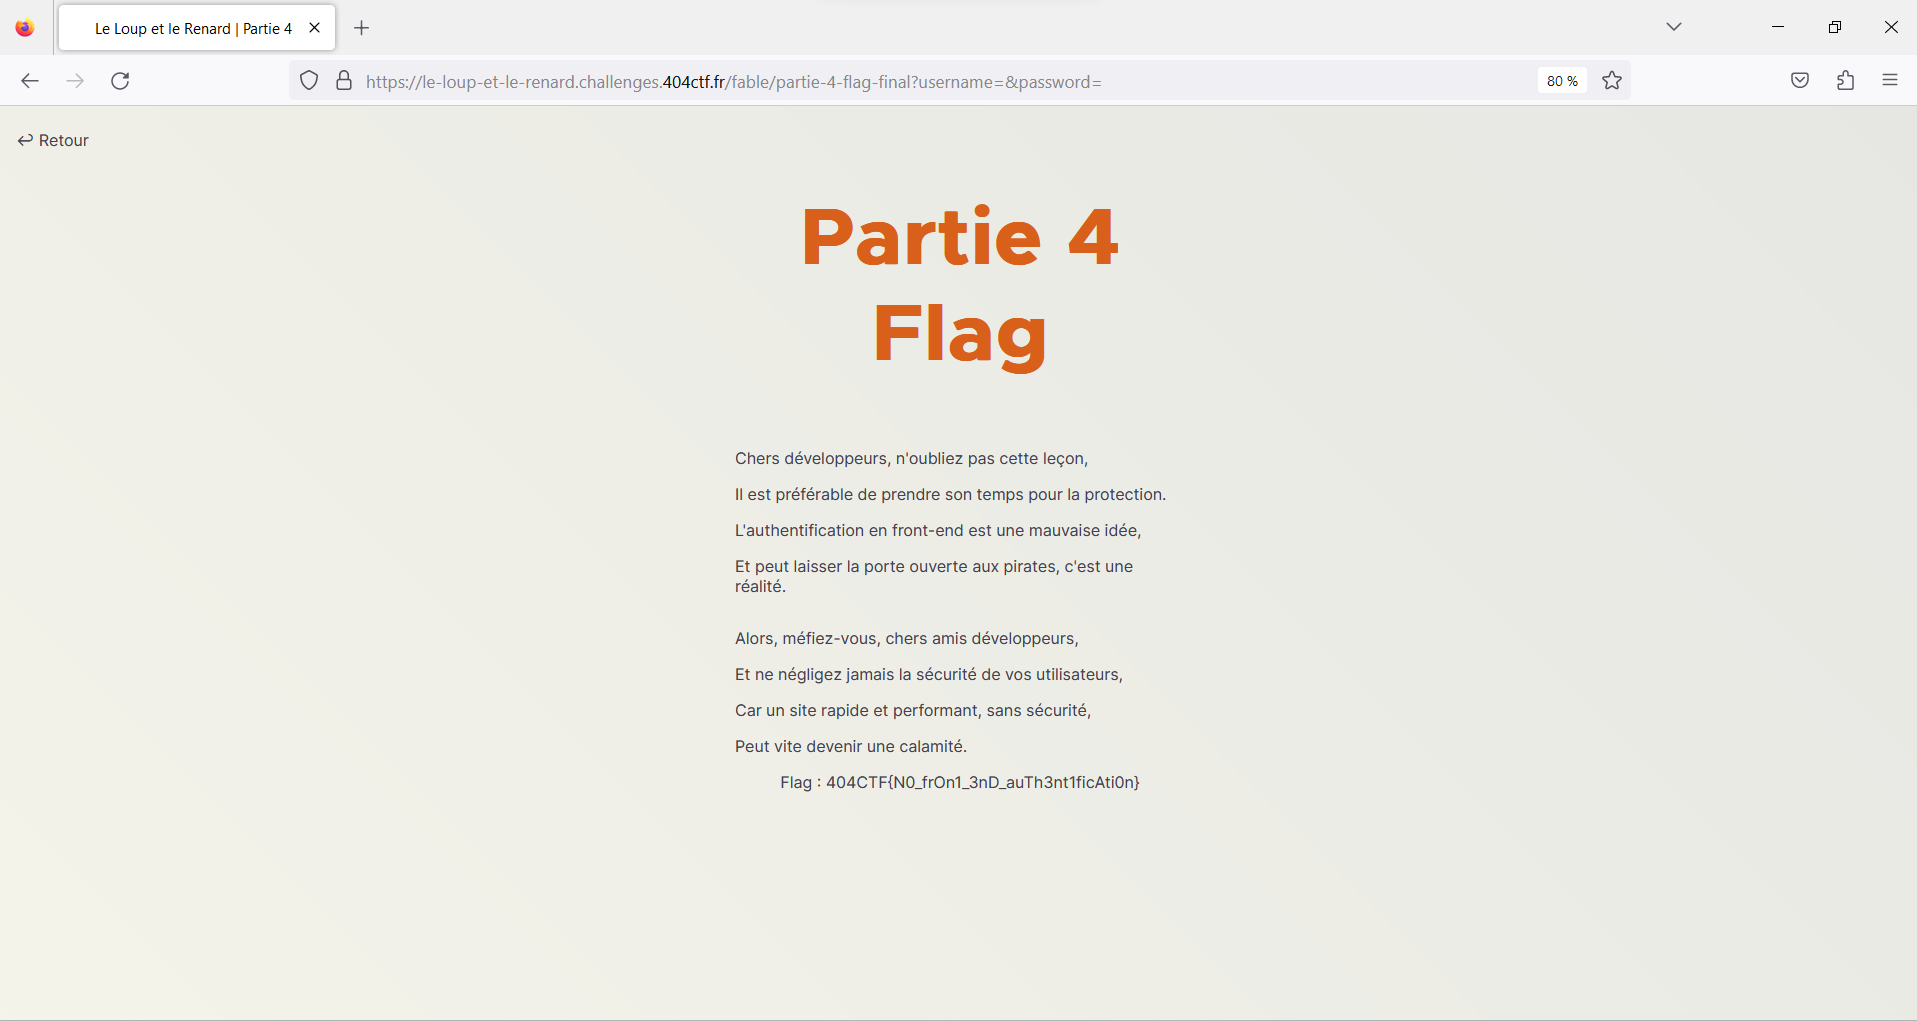 Le Loup et le Renard | Partie 4
https://le-loup-et-le-renard.challenges.404ctf.fr/fable/partie-4-flag-final?username=&password=
80 %
Retour
Partie 4
Flag
Chers développeurs, n'oubliez pas cette leçon,
Il est préférable de prendre son temps pour la protection.
L'authentification en front-end est une mauvaise idée,
Et peut laisser la porte ouverte aux pirates, c'est une
réalité.
Alors, méfiez-vous, chers amis développeurs,
Et ne négligez jamais la sécurité de vos utilisateurs,
Car un site rapide et performant, sans sécurité,
Peut vite devenir une calamité.
Flag : 404CTF{N0_frOn1_3nD_auTh3nt1ficAti0n}